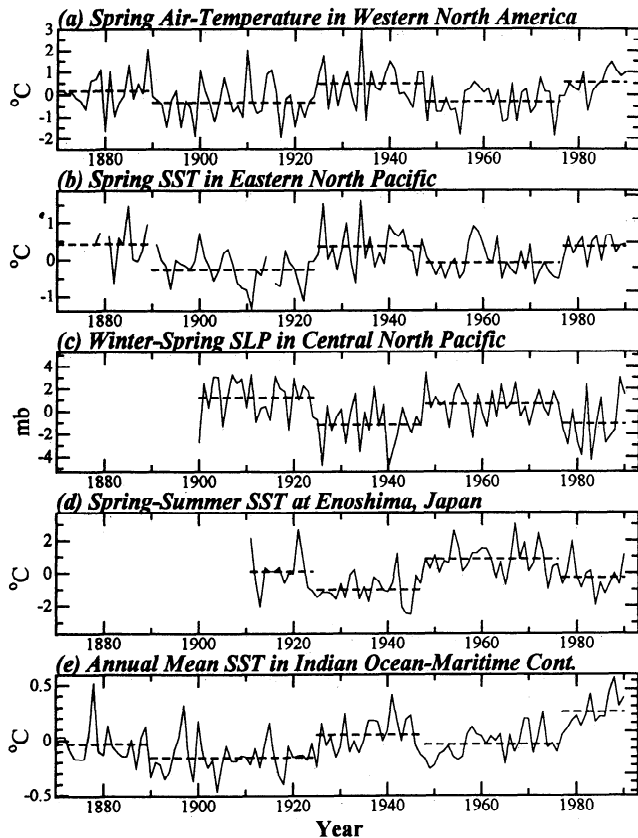 (a) Spring Air-Temperature in Western North America
3
2
1
0
-1
-2
°C
1880 1900 1920 1940 1960 1980
(b) Spring SST in Eastern North Pacific
1
0
-1
°C
1880 1900 1920 1940 1960 1980
(c) Winter-Spring SLP in Central North Pacific
4
2
0
-2
-4
mb
1880 1900 1920 1940 1960 1980
(d) Spring-Summer SST at Enoshima, Japan
2
0
-2
°C
1880 1900 1920 1940 1960 1980
(e) Annual Mean SST in Indian Ocean-Maritime Cont.
0.5
0
-0.5
°C
1880 1900 1920 1940 1960 1980
Year